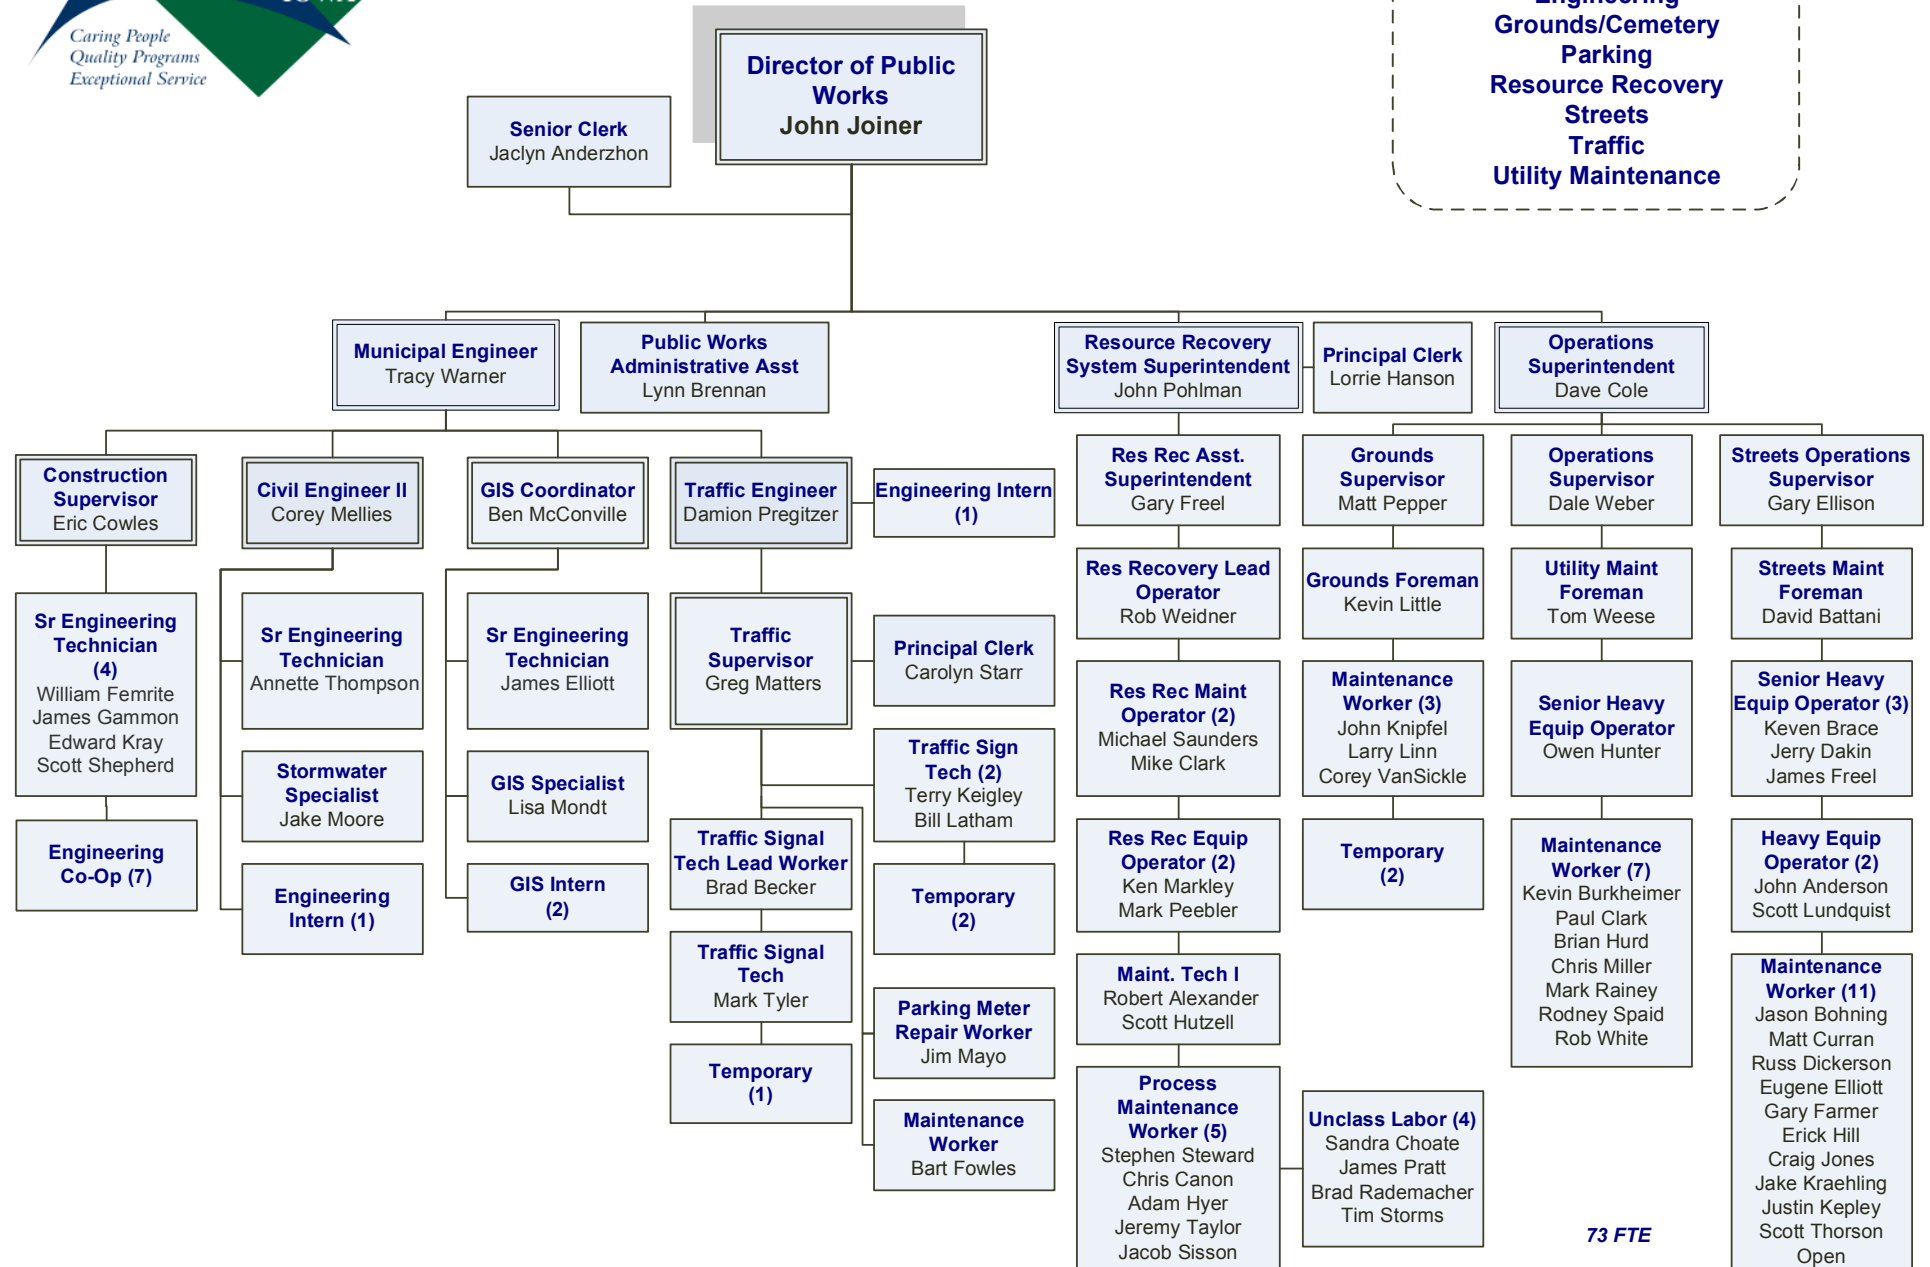 Caring People
Quality Programs
Exceptional Service
Grounds/Cemetery
Parking
Resource Recovery
Streets
Traffic
Utility Maintenance
Director of Public
Works
John Joiner
Senior Clerk
Jaclyn Anderzhon
Municipal Engineer
Tracy Warner
Public Works
Administrative Asst
Lynn Brennan
Resource Recovery
System Superintendent
John Pohlman
Principal Clerk
Lorrie Hanson
Operations
Superintendent
Dave Cole
Construction
Supervisor
Eric Cowles
Civil Engineer II
Corey Mellies
GIS Coordinator
Ben McConville
Traffic Engineer
Damion Pregitzer
Engineering Intern
(1)
Res Rec Asst.
Superintendent
Gary Freel
Grounds
Supervisor
Matt Pepper
Operations
Supervisor
Dale Weber
Streets Operations
Supervisor
Gary Ellison
Res Recovery Lead
Operator
Rob Weidner
Grounds Foreman
Kevin Little
Utility Maint
Foreman
Tom Weese
Streets Maint
Foreman
David Battani
Sr Engineering
Technician
(4)
William Femrite
James Gammon
Edward Kray
Scott Shepherd
Sr Engineering
Technician
Annette Thompson
Sr Engineering
Technician
James Elliott
Traffic
Supervisor
Greg Matters
Principal Clerk
Carolyn Starr
Res Rec Maint
Operator (2)
Michael Saunders
Mike Clark
Maintenance
Worker (3)
John Knipfel
Larry Linn
Corey VanSickle
Senior Heavy
Equip Operator
Owen Hunter
Senior Heavy
Equip Operator (3)
Keven Brace
Jerry Dakin
James Freel
Stormwater
Specialist
Jake Moore
GIS Specialist
Lisa Mondt
Traffic Sign
Tech (2)
Terry Keigley
Bill Latham
Engineering
Co-Op (7)
Engineering
Intern (1)
GIS Intern
(2)
Traffic Signal
Tech Lead Worker
Brad Becker
Temporary
(2)
Res Rec Equip
Operator (2)
Ken Markley
Mark Peebler
Temporary
(2)
Maintenance
Worker (7)
Kevin Burkheimer
Paul Clark
Brian Hurd
Chris Miller
Mark Rainey
Rodney Spaid
Rob White
Heavy Equip
Operator (2)
John Anderson
Scott Lundquist
Traffic Signal
Tech
Mark Tyler
Parking Meter
Repair Worker
Jim Mayo
Maint. Tech I
Robert Alexander
Scott Hutzell
Maintenance
Worker (11)
Jason Bohning
Matt Curran
Russ Dickerson
Eugene Elliott
Gary Farmer
Erick Hill
Craig Jones
Jake Kraehling
Justin Kepley
Scott Thorson
Open
Temporary
(1)
Maintenance
Worker
Bart Fowles
Process
Maintenance
Worker (5)
Stephen Steward
Chris Canon
Adam Hyer
Jeremy Taylor
Jacob Sisson
Unclass Labor (4)
Sandra Choate
James Pratt
Brad Rademacher
Tim Storms
73 FTE